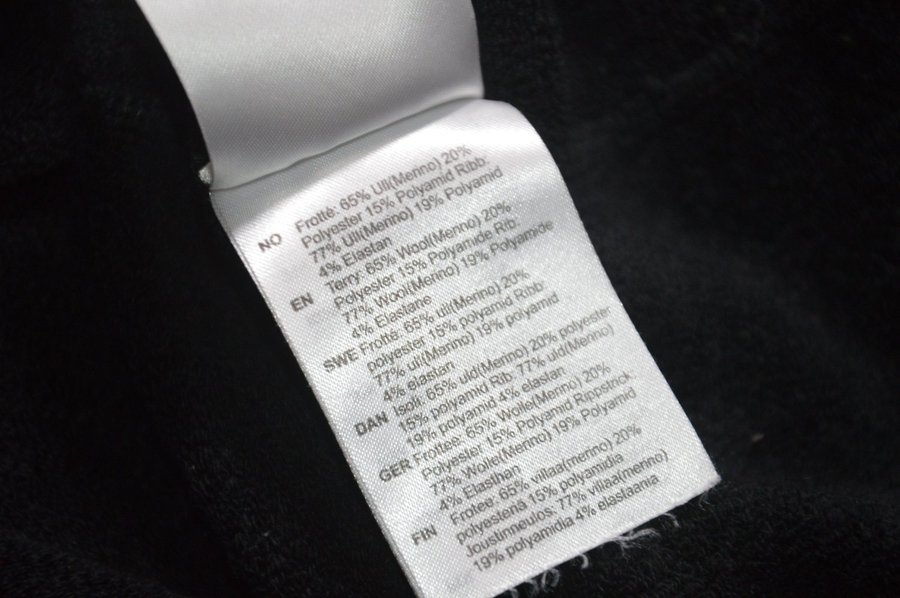 NO Frotté: 65% Ull(Merino) 20%
Polyester 15% Polyamid Ribb:
77% Ull(Merino) 19% Polyamid
4% Elastan
EN Terry: 65% Wool(Merino) 20%
Polyester 15% Polyamide Rib:
77% Wool(Merino) 19% Polyamide
4% Elastane
SWE Frotté: 65% ull(Merino) 20%
polyester 15% polyamid Ribb:
77% ull(Merino) 19% polyamid
4% elastan
DAN Isoli: 65% uld(Merino) 20% polyester
15% polyamid Rib: 77% uld(Merino)
19% polyamid 4% elastan
GER Frottee: 65% Wolle(Merino) 20%
Polyester 15% Polyamid Rippstrick
77% Wolle(Merino) 19% Polyamid
4% Elasthan
FIN Frotee: 65% villaa(merino) 20%
polyesteriä 15% polyamidia
Joustinneulos: 77% villaa(merino)
19% polyamidia 4% elastaania